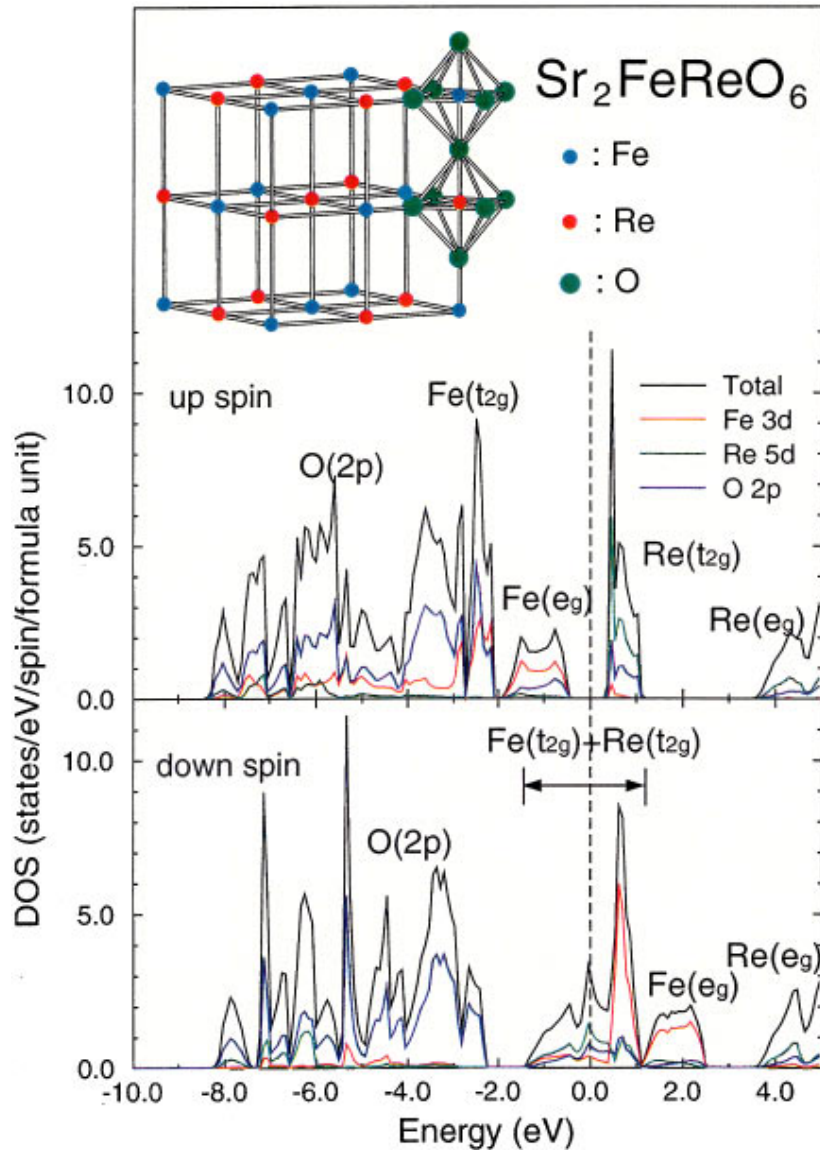 Sr2FeReO6
: Fe
: Re
: O
up spin
O(2p)
Fe(t2g)
Fe(eg)
Re(t2g)
Re(eg)
Total
Fe 3d
Re 5d
O 2p
10.0
5.0
0.0
down spin
O(2p)
Fe(t2g)+Re(t2g)
Fe(eg)
Re(eg)
10.0
5.0
0.0
DOS (states/eV/spin/formula unit)
-10.0 -8.0 -6.0 -4.0 -2.0 0.0 2.0 4.0
Energy (eV)